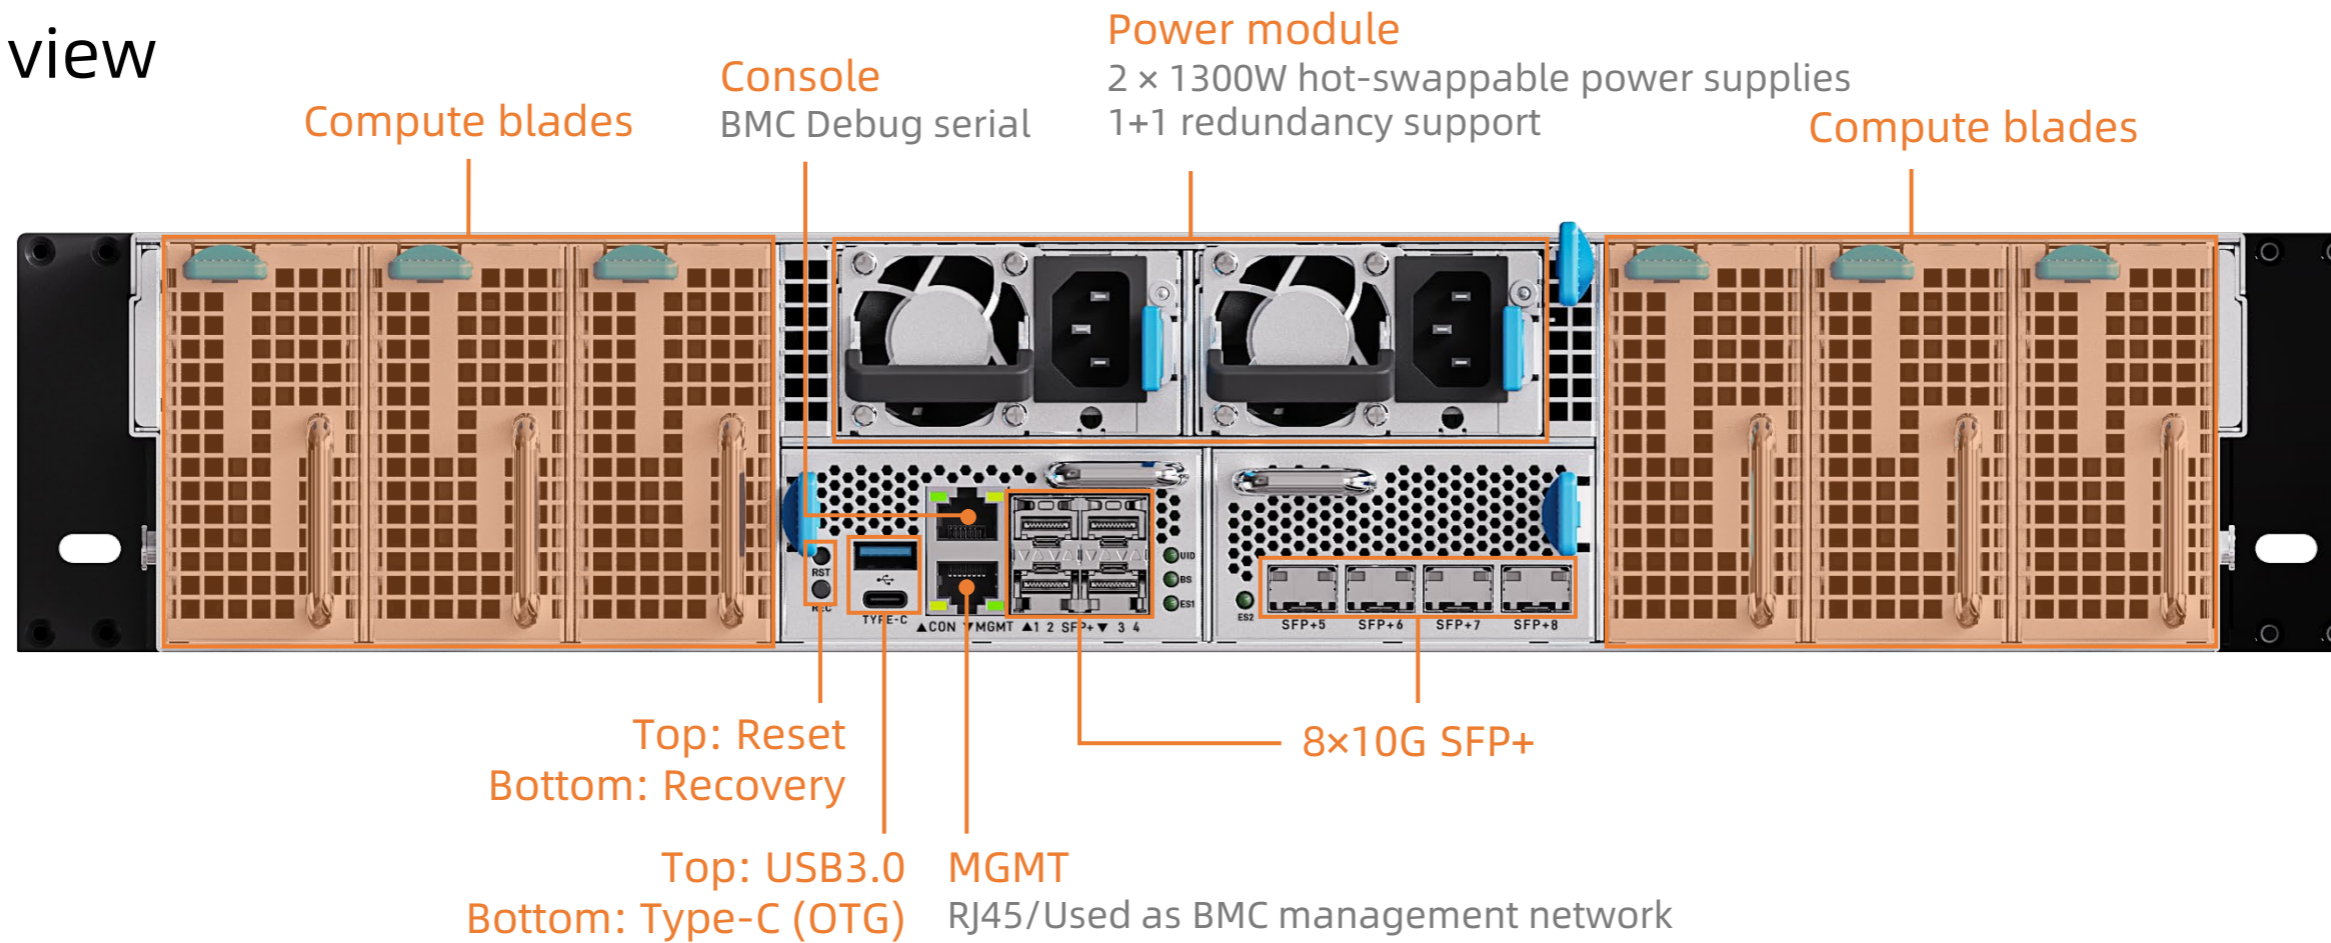 view
Power module
2 × 1300W hot-swappable power supplies
1+1 redundancy support
Console
BMC Debug serial
Compute blades
Compute blades
RST
REC
TYPE-C
▲CON ▼MGMT ▲1 2 SFP+▼ 3 4
UID
BS
ES1
ES2
SFP+5 SFP+6 SFP+7 SFP+8
Top: Reset
Bottom: Recovery
8×10G SFP+
Top: USB3.0
Bottom: Type-C (OTG)
MGMT
RJ45/Used as BMC management network